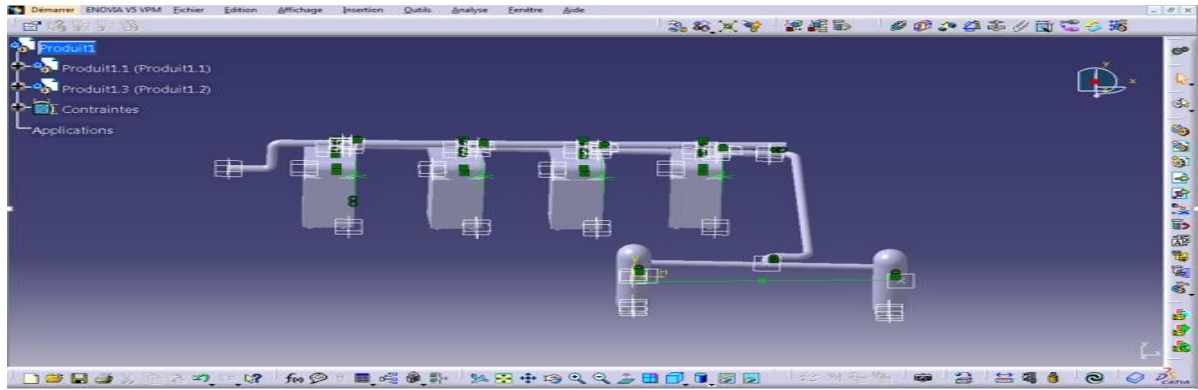 Démarrer ENOVIA V5 VPM Fichier Edition Affichage Insertion Outils Analyse Fenêtre Aide
Produit1
Produit1.1 (Produit1.1)
Produit1.3 (Produit1.2)
Contraintes
Applications
y
x
y
H
f(x)
CATIA